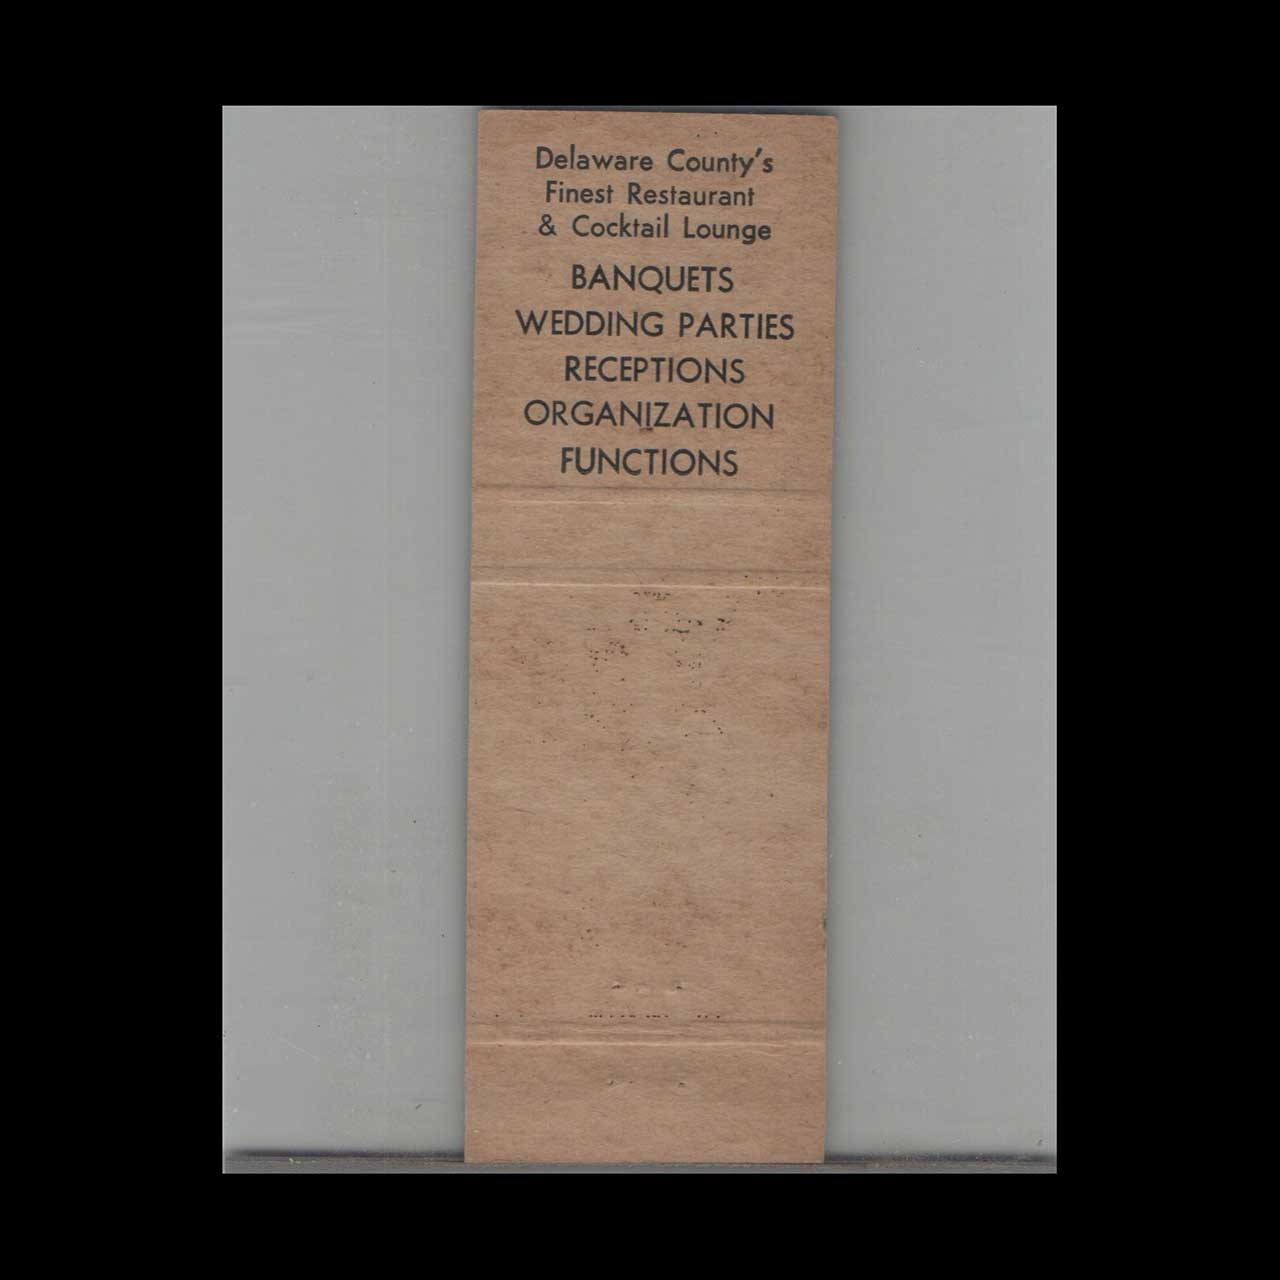 Delaware County's
Finest Restaurant
& Cocktail Lounge
BANQUETS
WEDDING PARTIES
RECEPTIONS
ORGANIZATION
FUNCTIONS